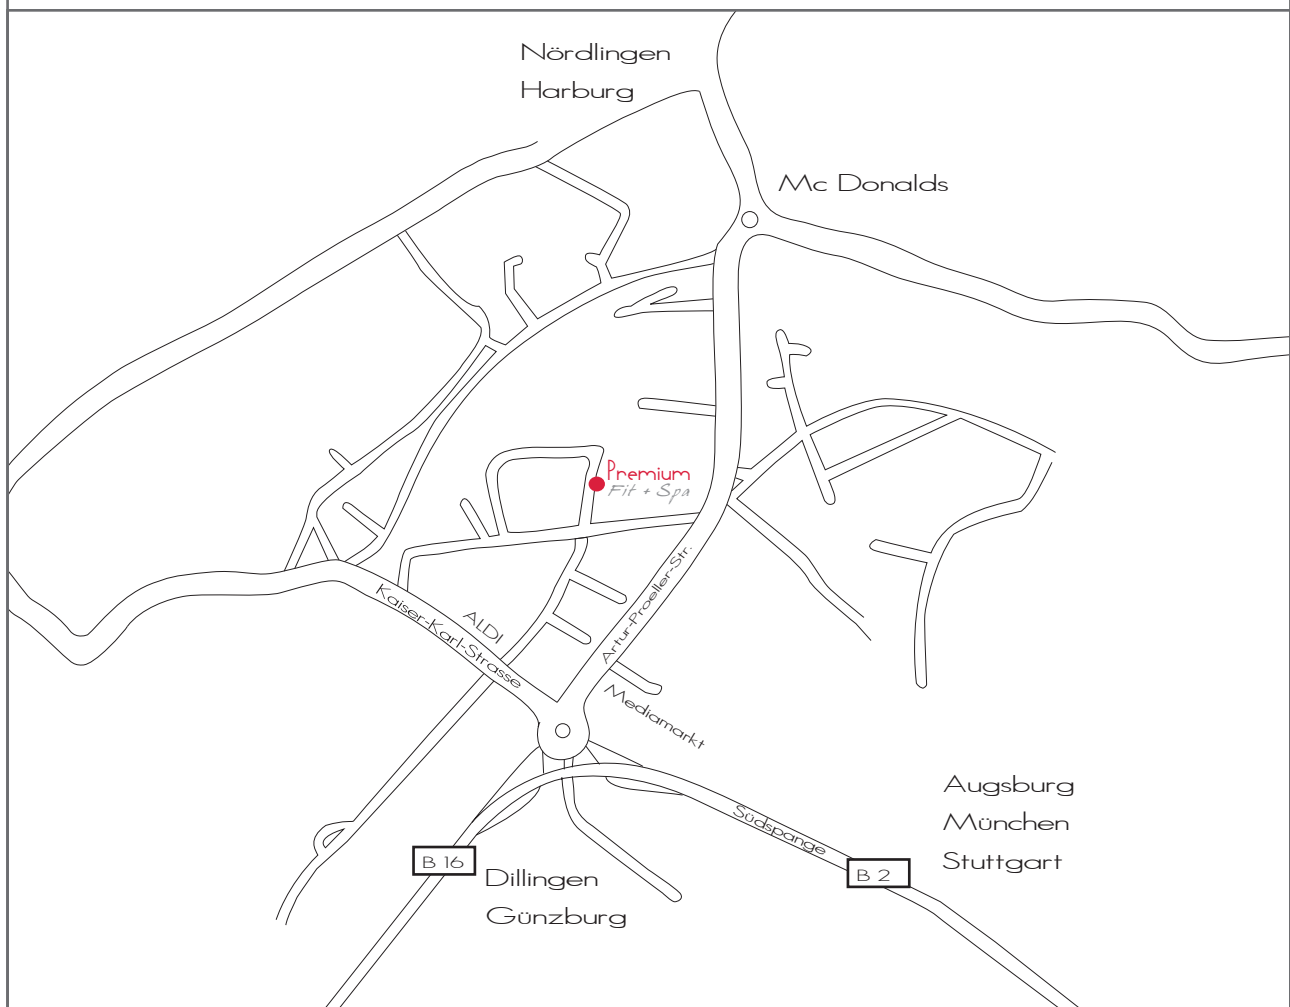 Nördlingen
Harburg
Mc Donalds
Premium
Fit + Spa
Artur-Proeller-Str.
Kaiser-Karl-Strasse
ALDI
Mediamarkt
Südspange
Augsburg
München
Stuttgart
B 16
B 2
Dillingen
Günzburg